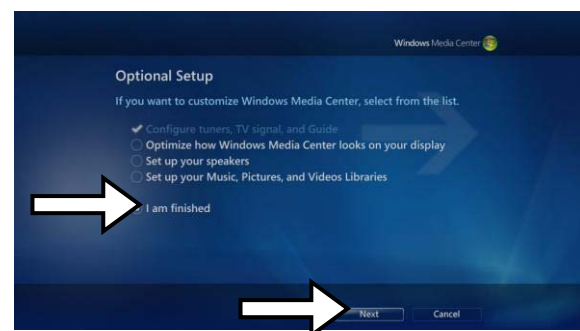 Windows Media Center
Optional Setup
If you want to customize Windows Media Center, select from the list.
Configure tuners, TV signal, and Guide
Optimize how Windows Media Center looks on your display
Set up your speakers
Set up your Music, Pictures, and Videos Libraries
I am finished
Next Cancel